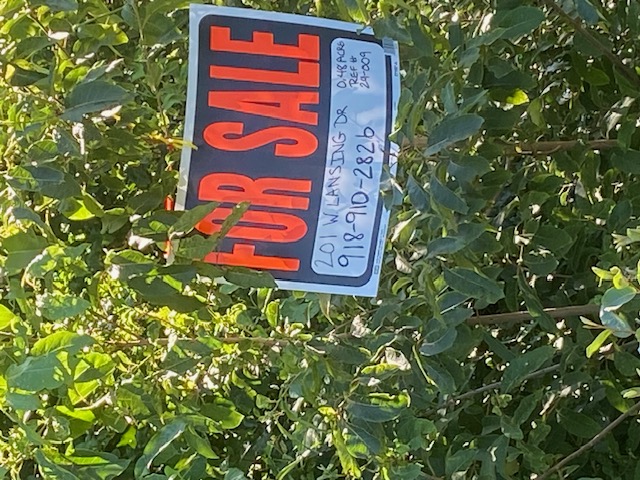 FOR SALE
201 W LANSING DR
918-910-2826
0.48 ACRE
REF#
24-009